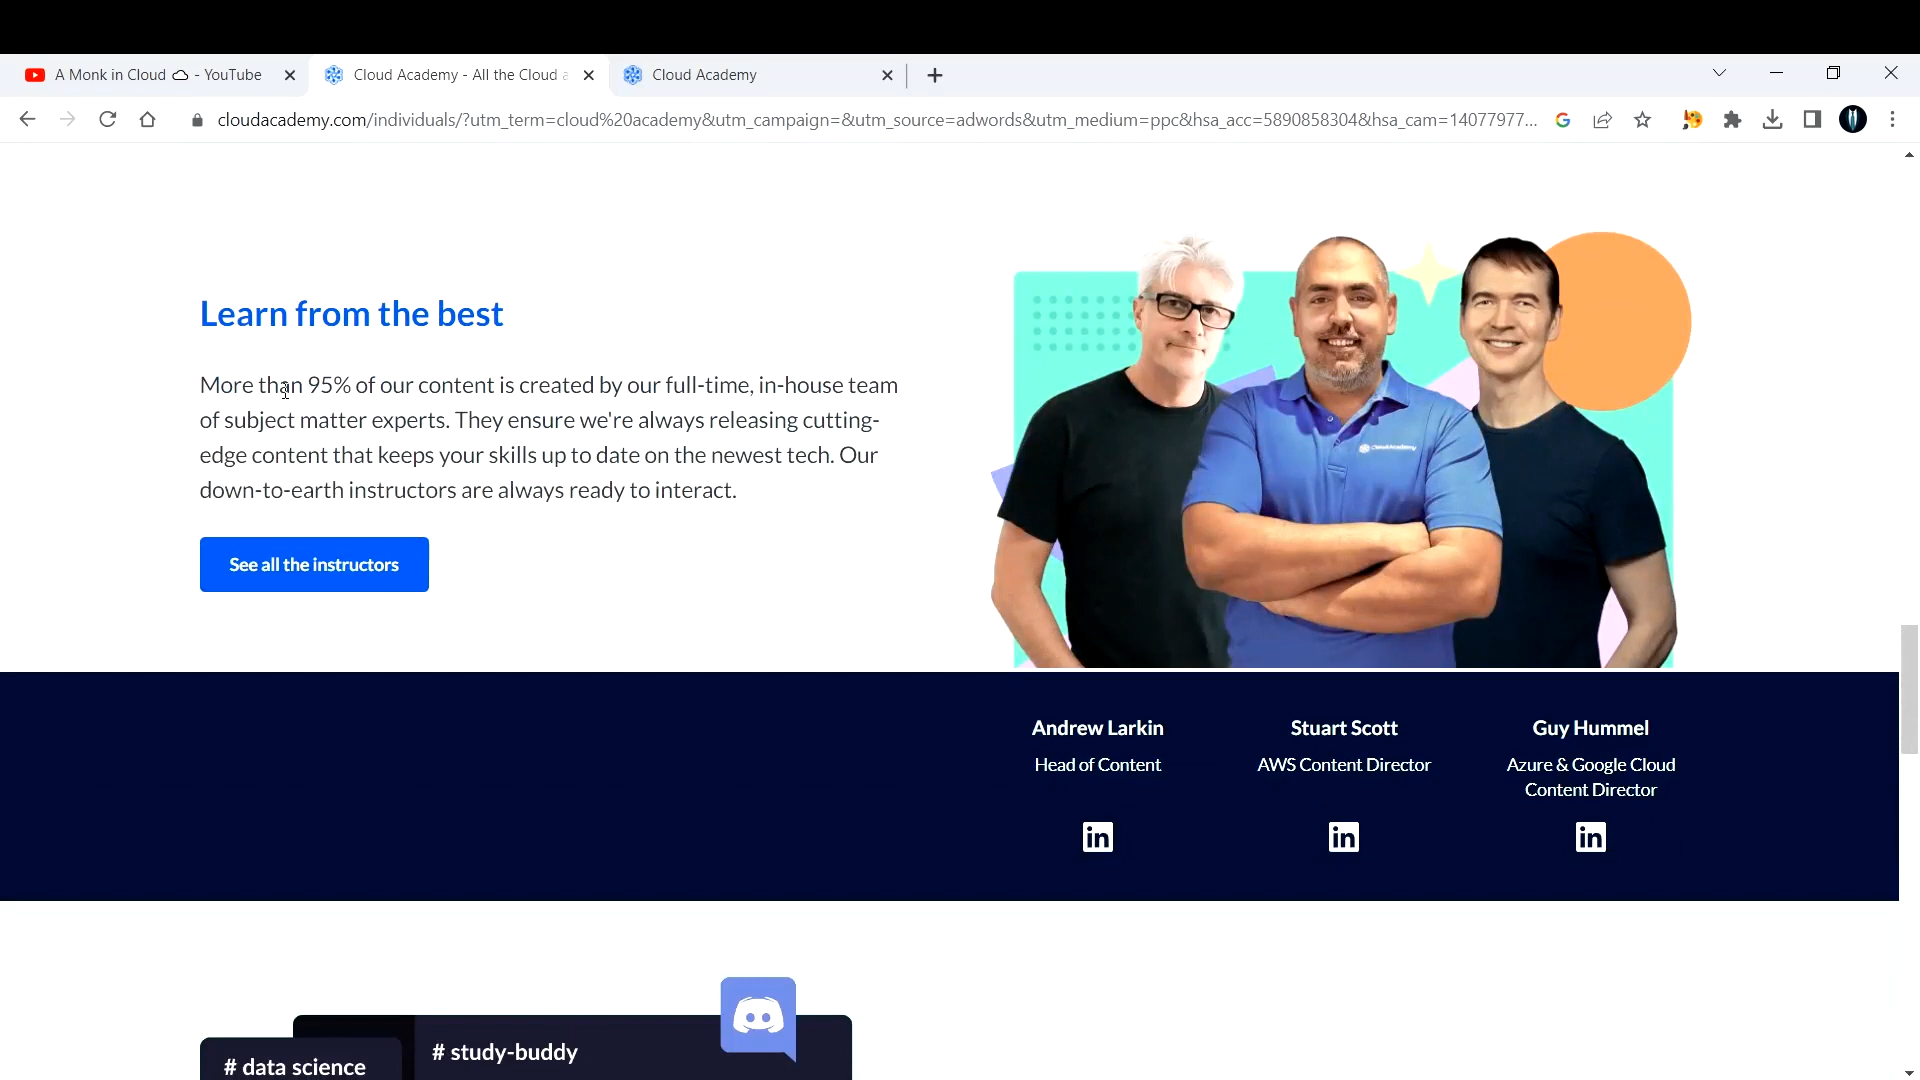 A Monk in Cloud - YouTube
Cloud Academy - All the Cloud a
Cloud Academy
cloudacademy.com/individuals/?utm_term=cloud%20academy&utm_campaign=&utm_source=adwords&utm_medium=ppc&hsa_acc=5890858304&hsa_cam=14077977...
Learn from the best
More than 95% of our content is created by our full-time, in-house team
of subject matter experts. They ensure we're always releasing cutting-
edge content that keeps your skills up to date on the newest tech. Our
down-to-earth instructors are always ready to interact.
See all the instructors
CloudAcademy
Andrew Larkin
Head of Content
Stuart Scott
AWS Content Director
Guy Hummel
Azure & Google Cloud
Content Director
in
in
in
# study-buddy
# data science